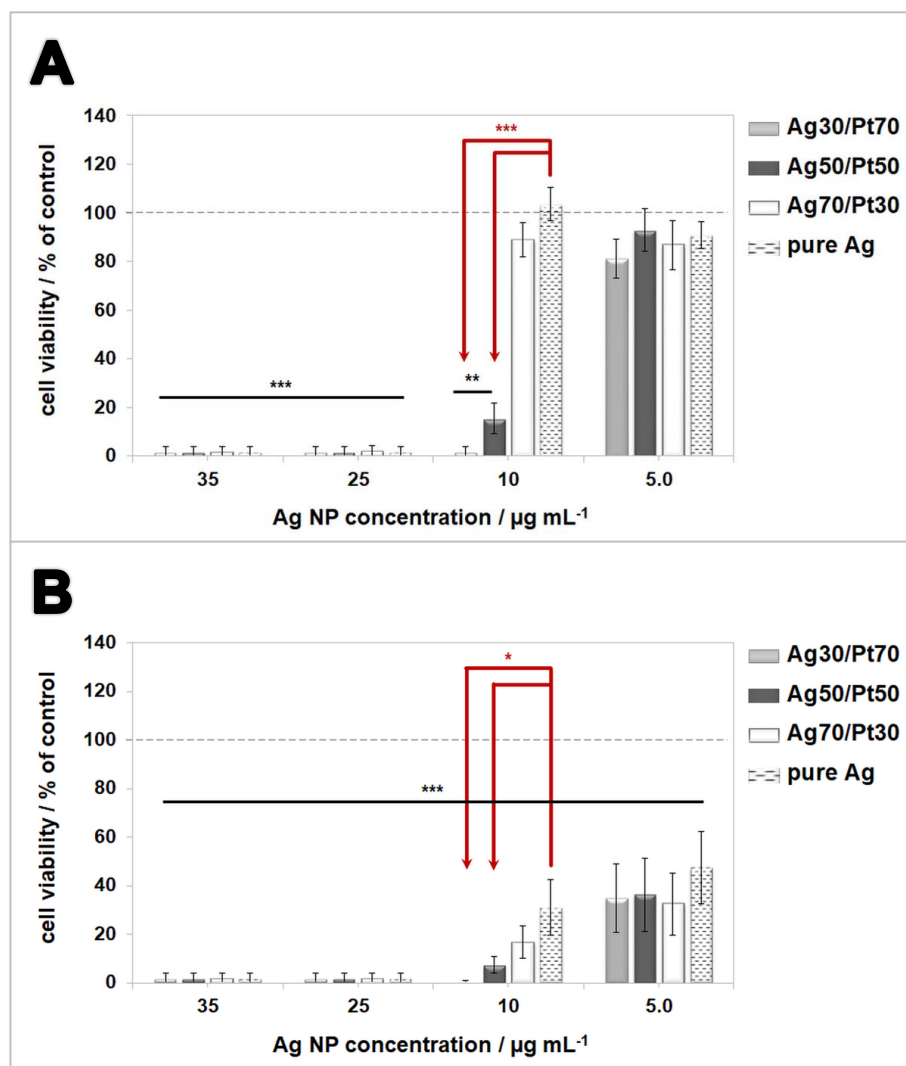 A
140
120
100
80
60
40
20
0
cell viability / % of control
***
***
**
35 25 10 5.0
Ag NP concentration / µg mL⁻¹
Ag30/Pt70
Ag50/Pt50
Ag70/Pt30
pure Ag
B
140
120
100
80
60
40
20
0
cell viability / % of control
*
***
35 25 10 5.0
Ag NP concentration / µg mL⁻¹
Ag30/Pt70
Ag50/Pt50
Ag70/Pt30
pure Ag